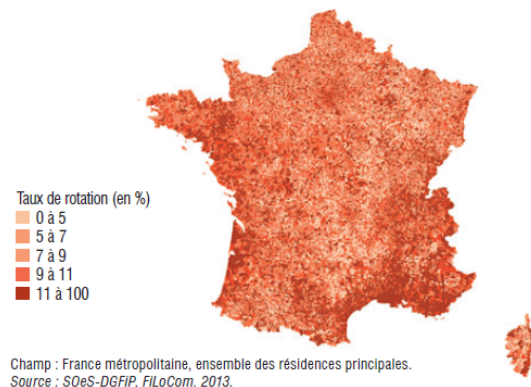 Taux de rotation (en %)
0 à 5
5 à 7
7 à 9
9 à 11
11 à 100
Champ : France métropolitaine, ensemble des résidences principales.
Source : SOeS-DGFiP, FiLoCom, 2013.